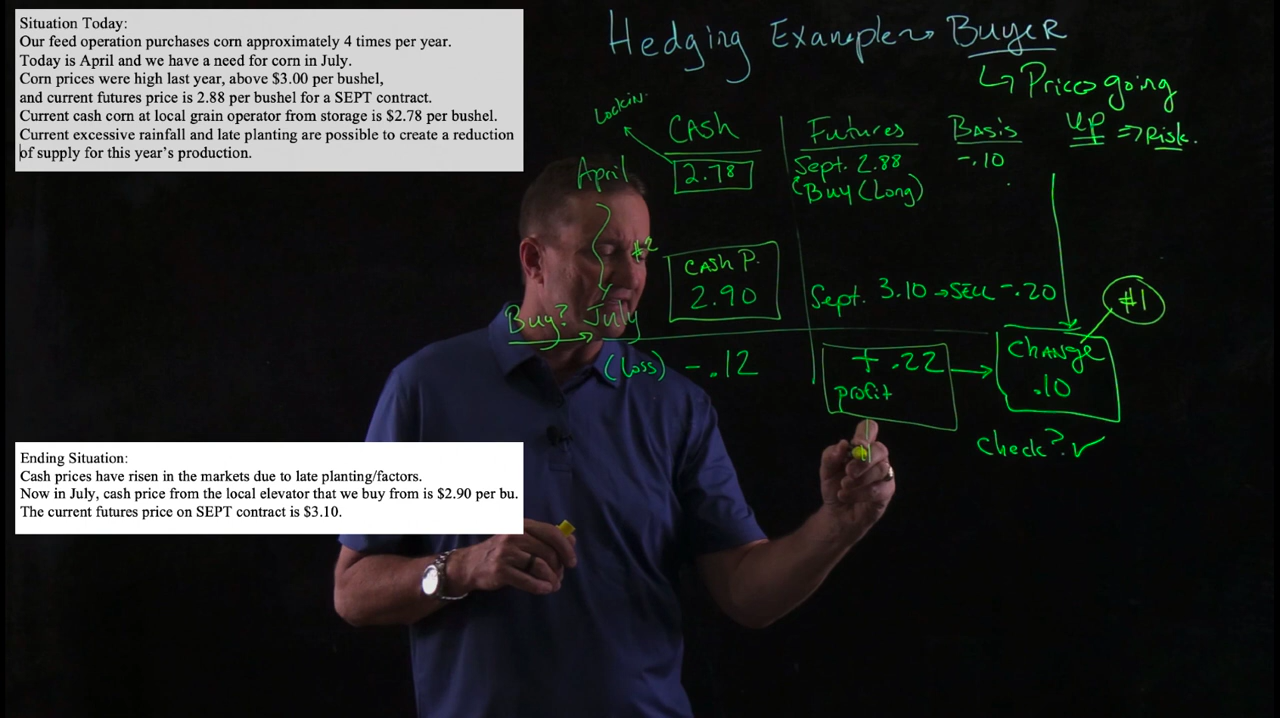 Situation Today:
Our feed operation purchases corn approximately 4 times per year.
Today is April and we have a need for corn in July.
Corn prices were high last year, above $3.00 per bushel,
and current futures price is 2.88 per bushel for a SEPT contract.
Current cash corn at local grain operator from storage is $2.78 per bushel.
Current excessive rainfall and late planting are possible to create a reduction
of supply for this year's production.
Hedging Example → Buyer
↳ Prices going
up ⇒ Risk.
Lockin.
CASH Futures Basis
April 2.78 Sept. 2.88 -.10
(Buy (Long)
#2
CASH P.
2.90 Sept. 3.10 → SELL -.20
#1
Buy? July
(loss) -.12 +.22 → CHANGE
profit .10
Check? ✓
Ending Situation:
Cash prices have risen in the markets due to late planting/factors.
Now in July, cash price from the local elevator that we buy from is $2.90 per bu.
The current futures price on SEPT contract is $3.10.